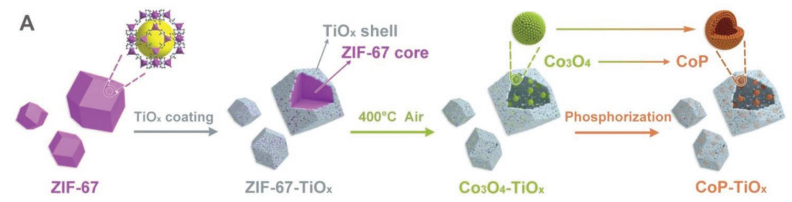 A
TiOₓ shell
ZIF-67 core
Co₃O₄
CoP
TiOₓ coating
400°C Air
Phosphorization
ZIF-67
ZIF-67-TiOₓ
Co₃O₄-TiOₓ
CoP-TiOₓ